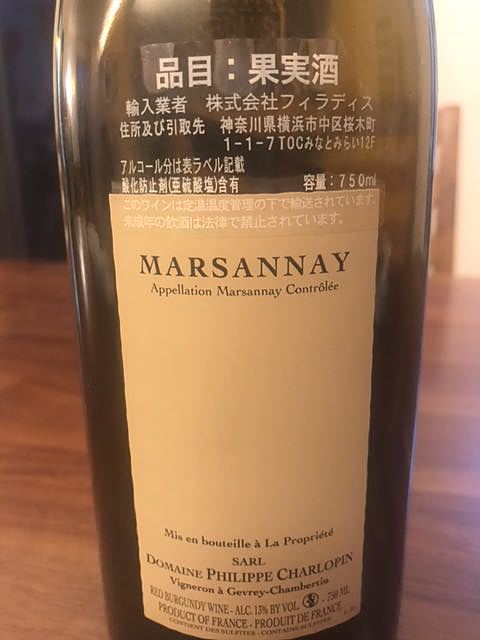 品目：果実酒
輸入業者　株式会社フィラディス
住所及び引取先　神奈川県横浜市中区桜木町
1-1-7TOCみなとみらい12F
アルコール分は表ラベル記載
酸化防止剤(亜硫酸塩)含有　容量：750ml
このワインは定温温度管理の下で輸送されています。
未成年の飲酒は法律で禁止されています。
MARSANNAY
Appellation Marsannay Contrôlée
Mis en bouteille à La Propriété
SARL
DOMAINE PHILIPPE CHARLOPIN
Vigneron à Gevrey-Chambertin
RED BURGUNDY WINE - ALC. 13% BY VOL. - 750 ML
PRODUCT OF FRANCE - PRODUIT DE FRANCE
CONTIENT DES SULFITES - CONTAINS SULFITES